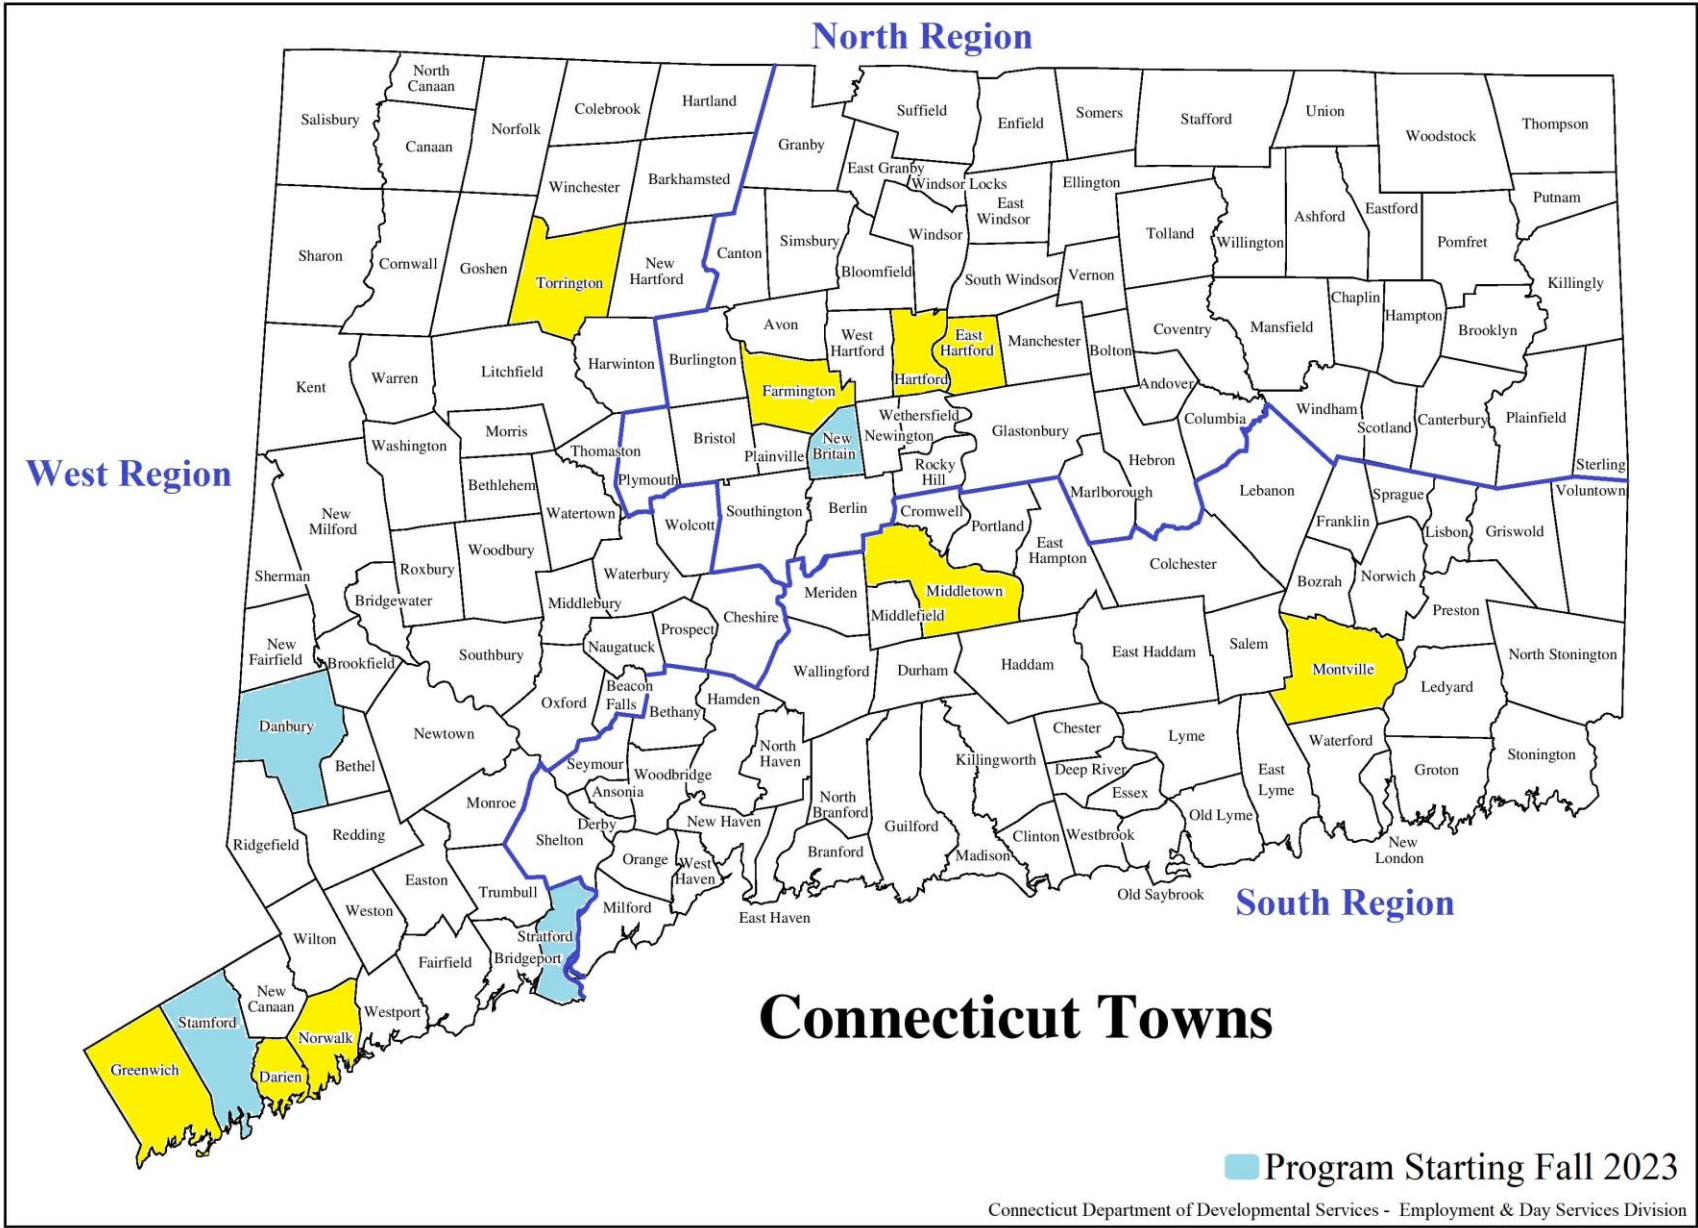 North Region
North
Canaan
Salisbury
Canaan
Norfolk
Colebrook
Hartland
Granby
Suffield
Enfield
Somers
Stafford
Union
Woodstock
Thompson
East Granby
Windsor Locks
Winchester
Barkhamsted
East
Windsor
Ellington
Ashford
Eastford
Putnam
Sharon
Cornwall
Goshen
Torrington
New
Hartford
Canton
Simsbury
Bloomfield
Windsor
South Windsor
Vernon
Tolland
Willington
Pomfret
Killingly
Kent
Warren
Litchfield
Harwinton
Burlington
Avon
West
Hartford
Farmington
Hartford
East
Hartford
Manchester
Bolton
Coventry
Mansfield
Chaplin
Hampton
Brooklyn
Andover
Columbia
Windham
Scotland
Canterbury
Plainfield
Sterling
West Region
Washington
Morris
Thomaston
Bristol
Plainville
New
Britain
Newington
Wethersfield
Rocky
Hill
Glastonbury
Hebron
Marlborough
Lebanon
Bethlehem
Watertown
Plymouth
Wolcott
Southington
Berlin
Cromwell
Portland
East
Hampton
Colchester
Franklin
Sprague
Lisbon
Griswold
Voluntown
New
Milford
Sherman
Roxbury
Woodbury
Bridgewater
Middlebury
Waterbury
Cheshire
Meriden
Middlefield
Middletown
Bozrah
Norwich
Preston
New
Fairfield
Brookfield
Southbury
Naugatuck
Prospect
Wallingford
Durham
Haddam
East Haddam
Salem
Montville
Ledyard
North Stonington
Danbury
Bethel
Newtown
Oxford
Beacon
Falls
Bethany
Hamden
North
Haven
Killingworth
Chester
Deep River
Essex
Lyme
East
Lyme
Waterford
Groton
Stonington
Ridgefield
Redding
Monroe
Seymour
Ansonia
Derby
Woodbridge
New Haven
North
Branford
Branford
Guilford
Madison
Clinton
Westbrook
Old Lyme
New
London
Shelton
Orange
West
Haven
East Haven
Old Saybrook
South Region
Easton
Trumbull
Weston
Wilton
Stratford
Milford
Bridgeport
Fairfield
Westport
New
Canaan
Stamford
Norwalk
Darien
Greenwich
Connecticut Towns
Program Starting Fall 2023
Connecticut Department of Developmental Services - Employment & Day Services Division